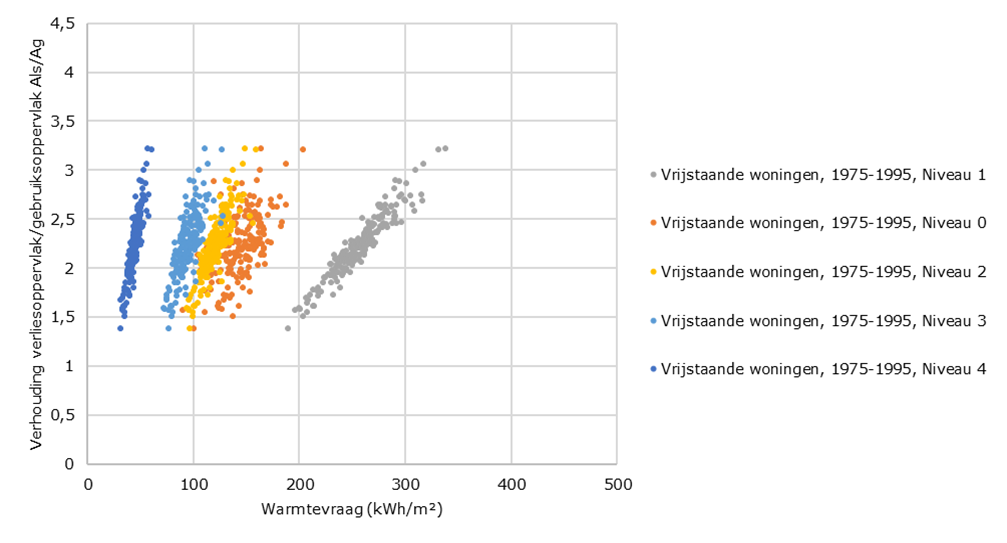 Verhouding verliesoppervlak/gebruiksoppervlak Als/Ag
4,5
4
3,5
3
2,5
2
1,5
1
0,5
0
0 100 200 300 400 500
Warmtevraag (kWh/m²)
Vrijstaande woningen, 1975-1995, Niveau 1
Vrijstaande woningen, 1975-1995, Niveau 0
Vrijstaande woningen, 1975-1995, Niveau 2
Vrijstaande woningen, 1975-1995, Niveau 3
Vrijstaande woningen, 1975-1995, Niveau 4